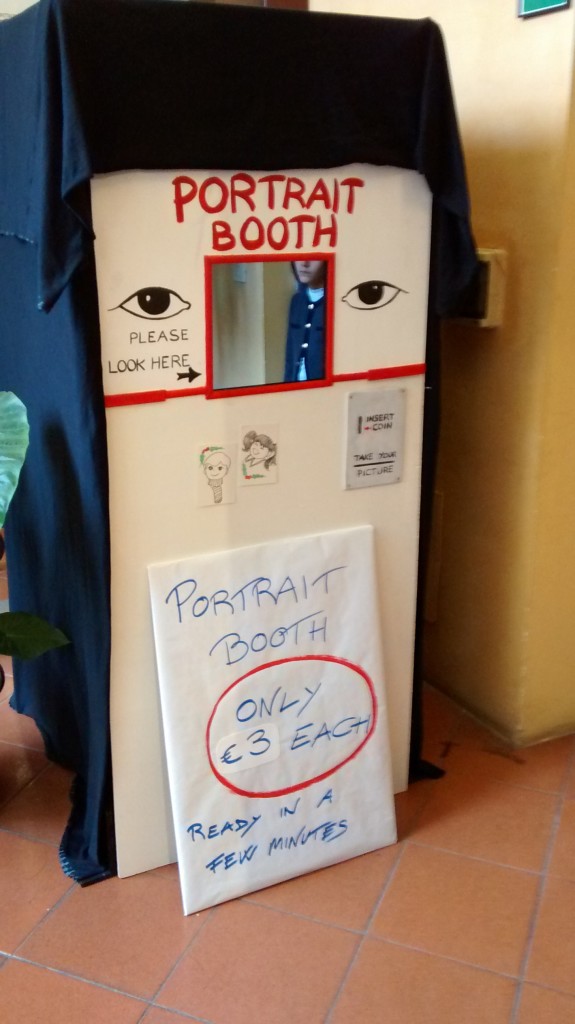 PORTRAIT
BOOTH
PLEASE
LOOK HERE
INSERT
COIN
TAKE YOUR
PICTURE
PORTRAIT
BOOTH
ONLY
€3 EACH
READY IN A
FEW MINUTES